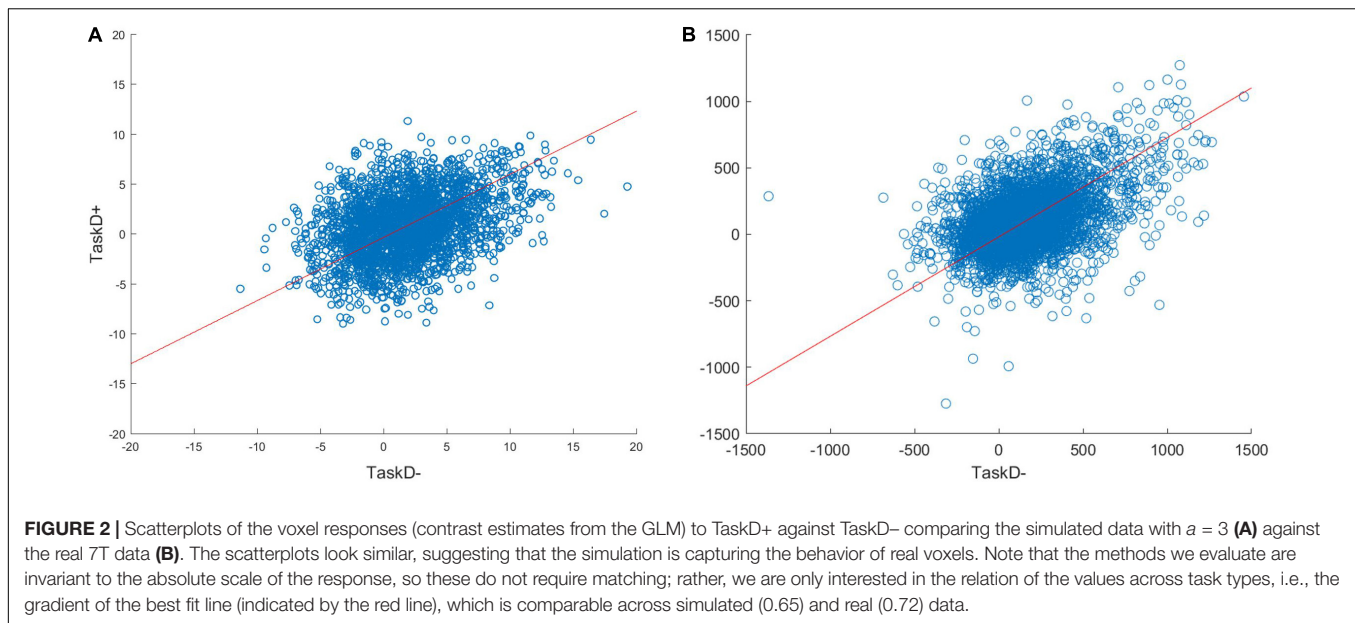 A
20
15
10
5
0
-5
-10
-15
-20
TaskD+
-20 -15 -10 -5 0 5 10 15 20
TaskD-
B
1500
1000
500
0
-500
-1000
-1500
-1500 -1000 -500 0 500 1000 1500
TaskD-
FIGURE 2 | Scatterplots of the voxel responses (contrast estimates from the GLM) to TaskD+ against TaskD– comparing the simulated data with a = 3 (A) against
the real 7T data (B). The scatterplots look similar, suggesting that the simulation is capturing the behavior of real voxels. Note that the methods we evaluate are
invariant to the absolute scale of the response, so these do not require matching; rather, we are only interested in the relation of the values across task types, i.e., the
gradient of the best fit line (indicated by the red line), which is comparable across simulated (0.65) and real (0.72) data.